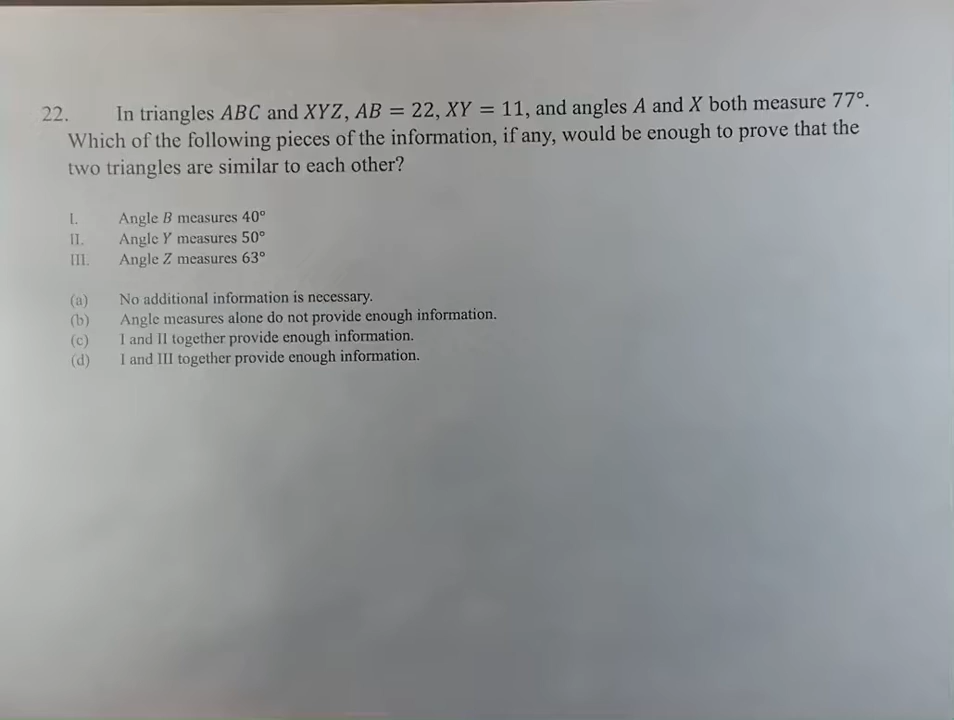 22. In triangles ABC and XYZ, AB = 22, XY = 11, and angles A and X both measure 77°.
Which of the following pieces of the information, if any, would be enough to prove that the
two triangles are similar to each other?
I. Angle B measures 40°
II. Angle Y measures 50°
III. Angle Z measures 63°
(a) No additional information is necessary.
(b) Angle measures alone do not provide enough information.
(c) I and II together provide enough information.
(d) I and III together provide enough information.